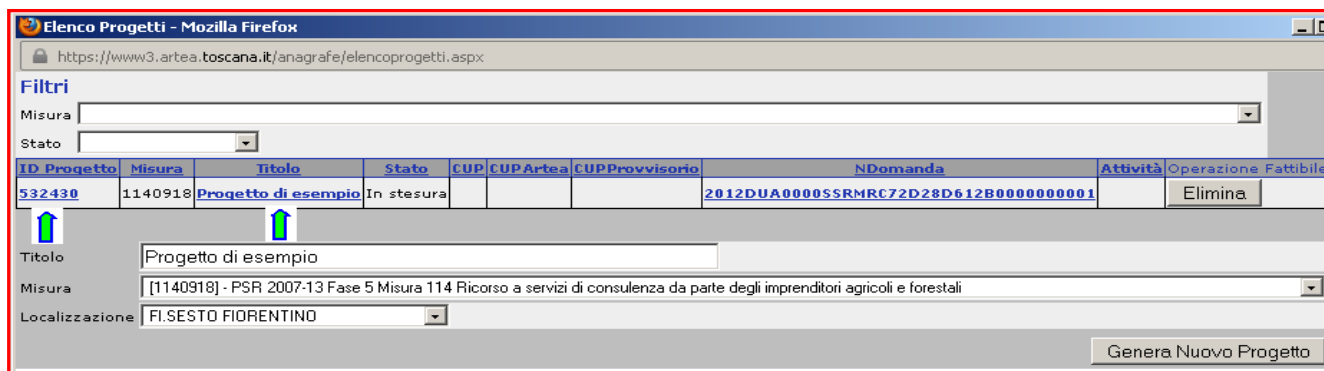 Elenco Progetti - Mozilla Firefox
https://www3.artea.toscana.it/anagrafe/elencoprogetti.aspx
Filtri
Misura
Stato
ID Progetto Misura Titolo Stato CUP CUPArtea CUPProvvisorio NDomanda Attività Operazione Fattibile
532430 1140918 Progetto di esempio In stesura 2012DUA0000SSRMRC72D28D612B0000000001 Elimina
Titolo Progetto di esempio
Misura [1140918] - PSR 2007-13 Fase 5 Misura 114 Ricorso a servizi di consulenza da parte degli imprenditori agricoli e forestali
Localizzazione FI.SESTO FIORENTINO
Genera Nuovo Progetto